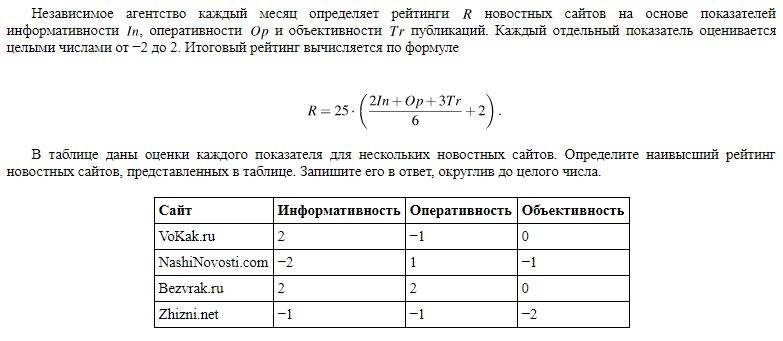 Независимое агентство каждый месяц определяет рейтинги R новостных сайтов на основе показателей
информативности In, оперативности Op и объективности Tr публикаций. Каждый отдельный показатель оценивается
целыми числами от −2 до 2. Итоговый рейтинг вычисляется по формуле
R = 25 · ( (2In + Op + 3Tr) / 6 + 2 ) .
В таблице даны оценки каждого показателя для нескольких новостных сайтов. Определите наивысший рейтинг
новостных сайтов, представленных в таблице. Запишите его в ответ, округлив до целого числа.
Сайт Информативность Оперативность Объективность
VoKak.ru 2 −1 0
NashiNovosti.com −2 1 −1
Bezvrak.ru 2 2 0
Zhizni.net −1 −1 −2